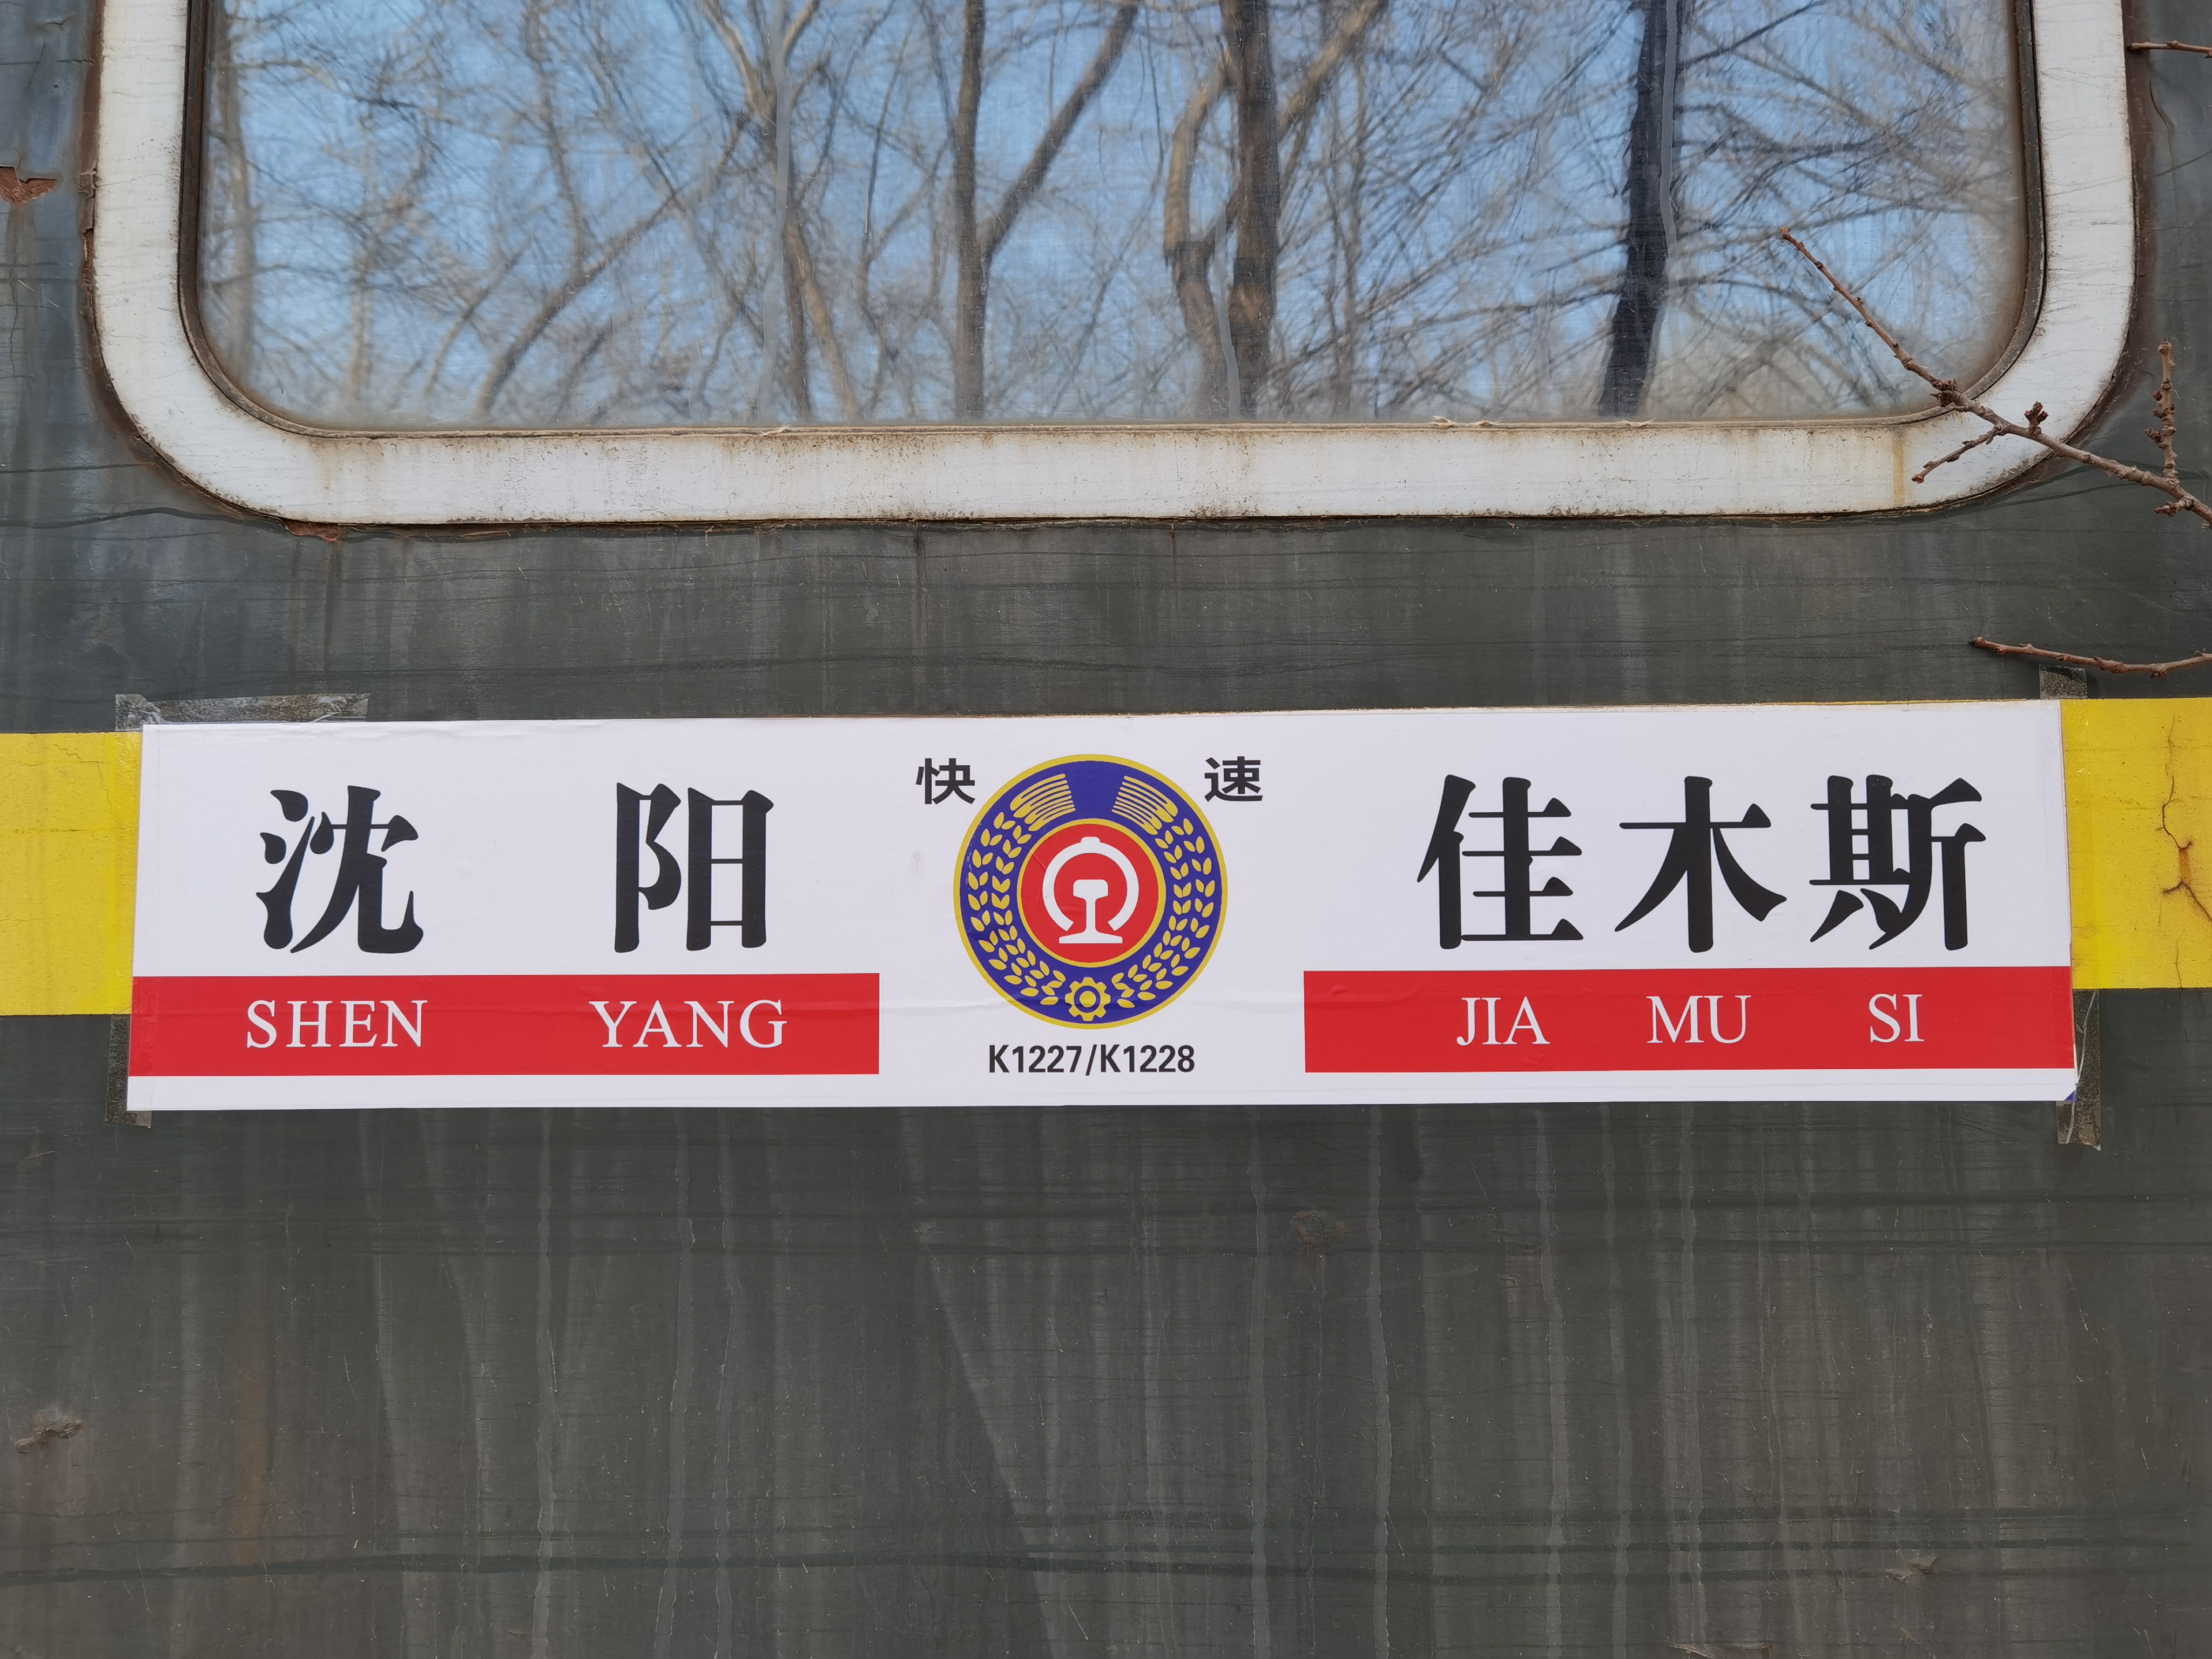 快 速
沈 阳 佳木斯
SHEN YANG JIA MU SI
K1227/K1228